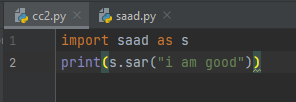 cc2.py saad.py
1 import saad as s
2 print(s.sar("i am good"))